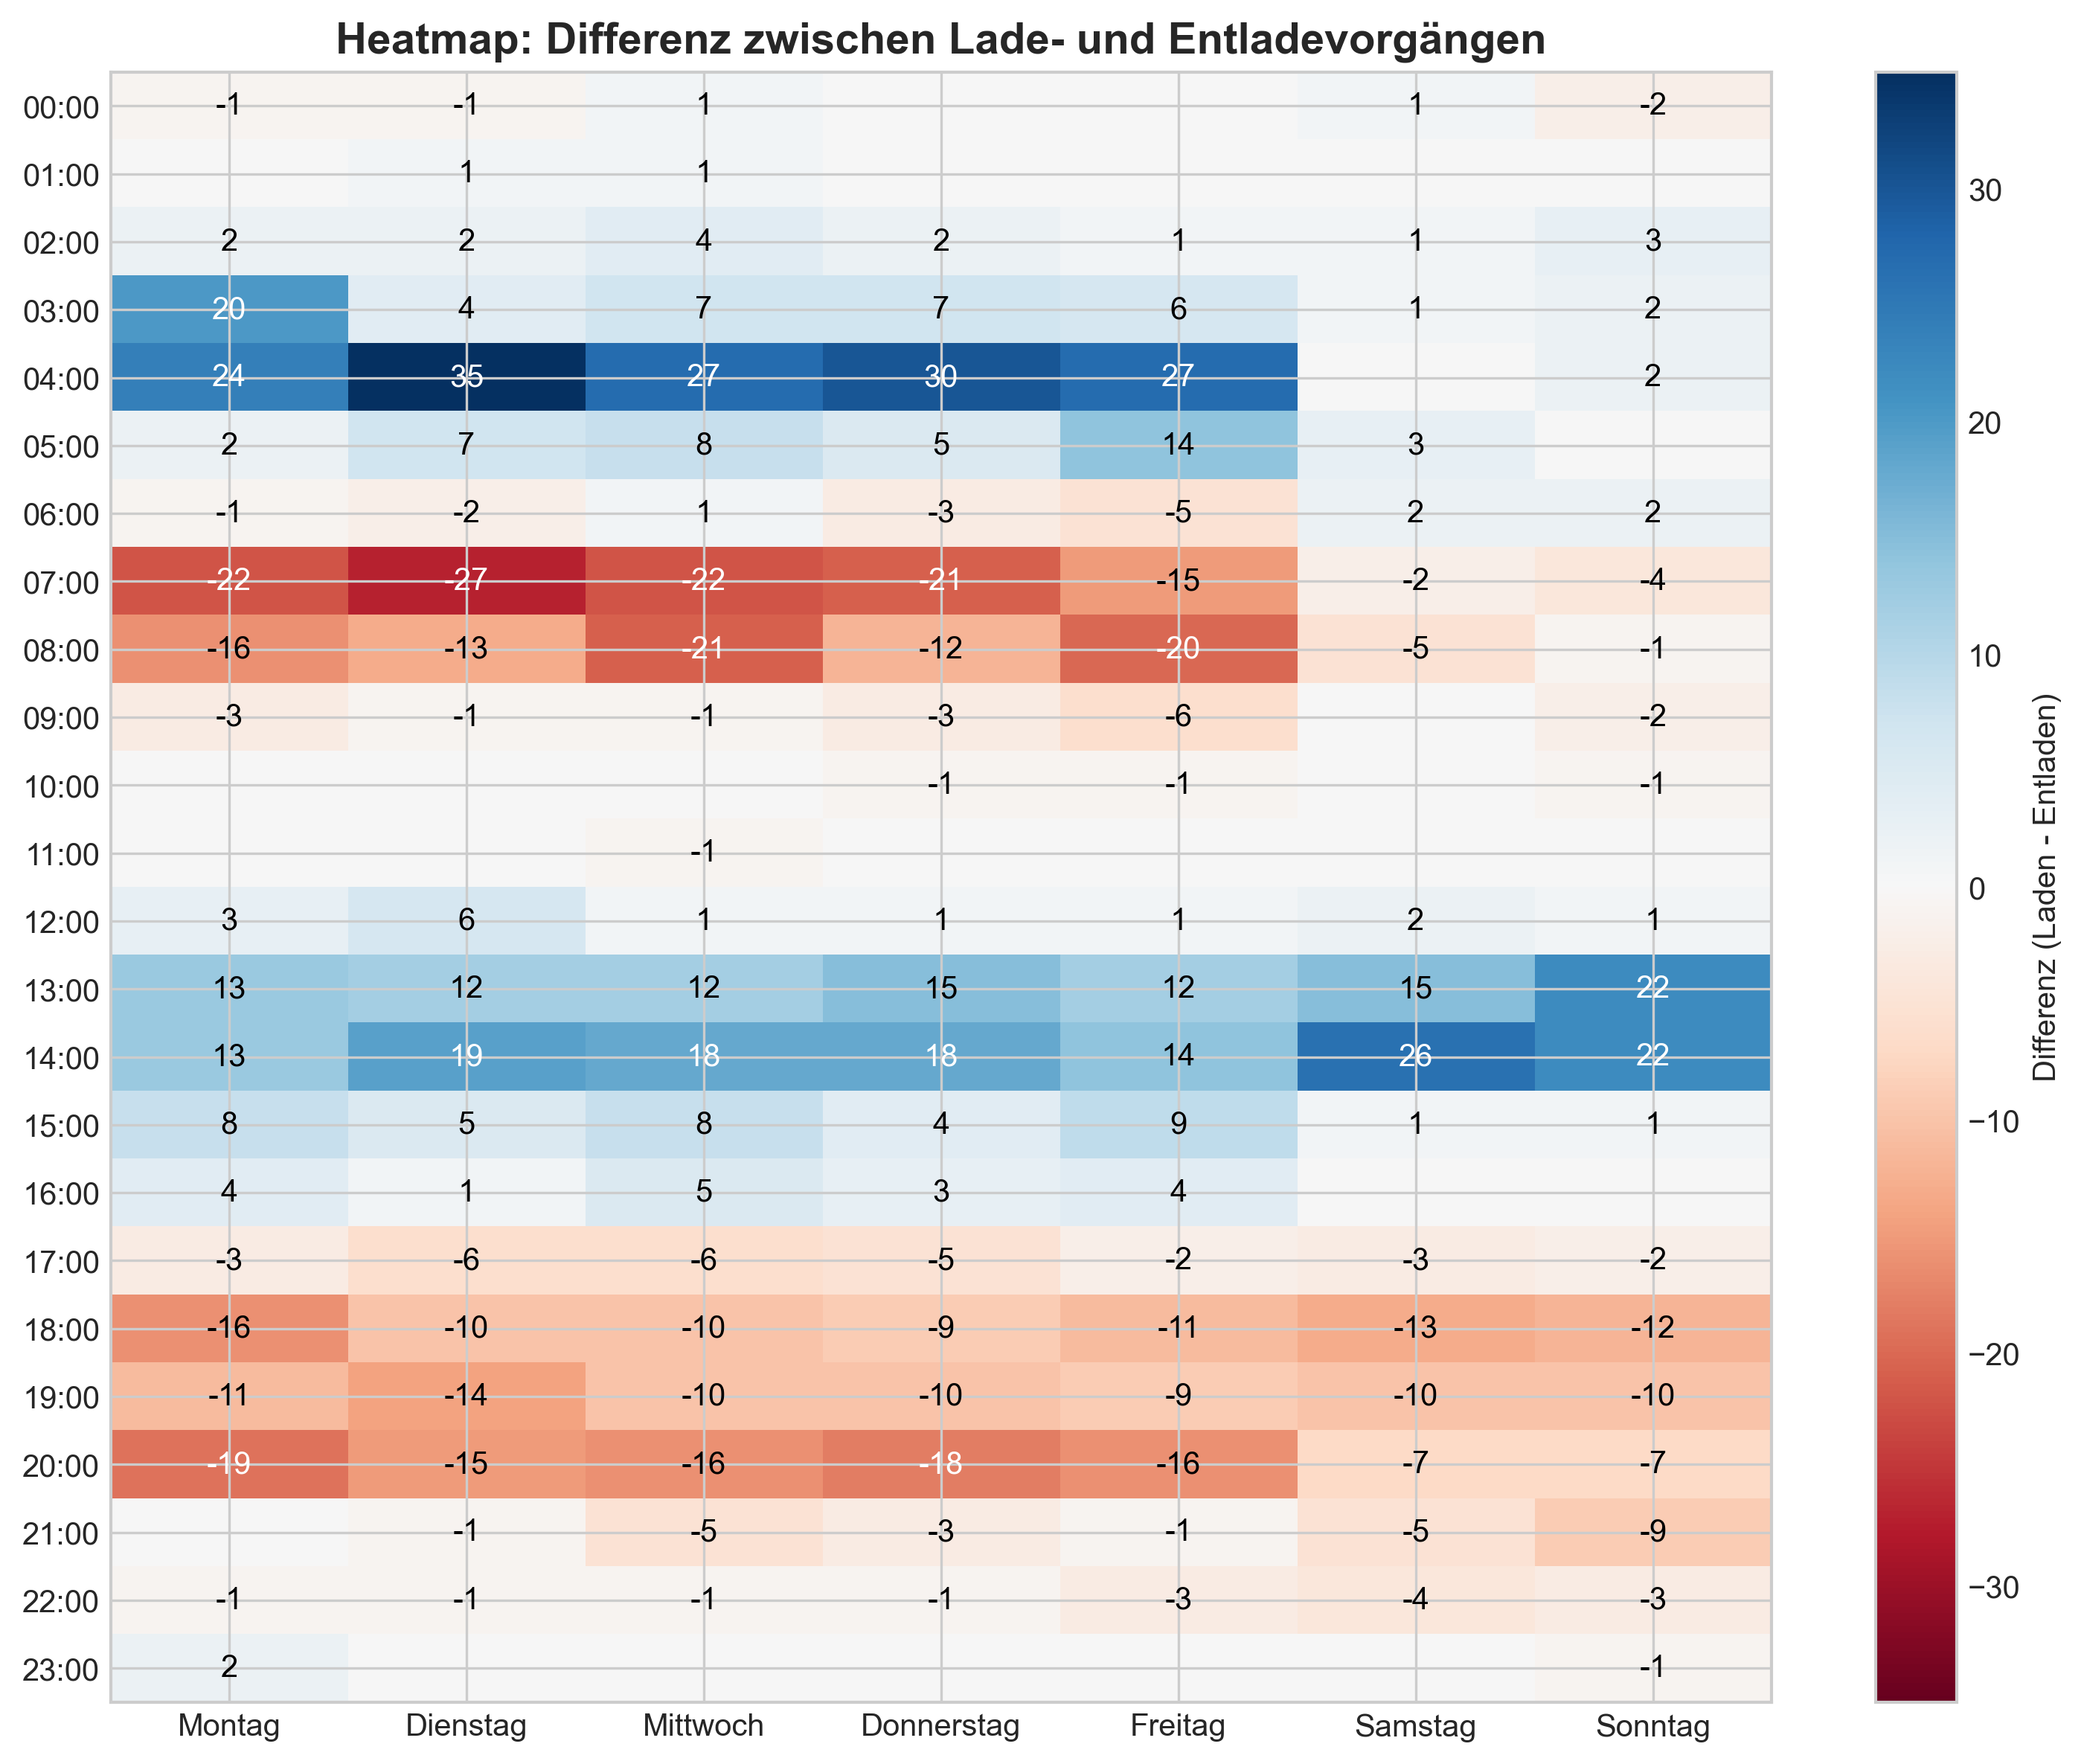 Heatmap: Differenz zwischen Lade- und Entladevorgängen
00:00 -1 -1 1 1 -2
01:00 1 1
02:00 2 2 4 2 1 1 3
03:00 20 4 7 7 6 1 2
04:00 24 35 27 30 27 2
05:00 2 7 8 5 14 3
06:00 -1 -2 1 -3 -5 2 2
07:00 -22 -27 -22 -21 -15 -2 -4
08:00 -16 -13 -21 -12 -20 -5 -1
09:00 -3 -1 -1 -3 -6 -2
10:00 -1 -1 -1
11:00 -1
12:00 3 6 1 1 1 2 1
13:00 13 12 12 15 12 15 22
14:00 13 19 18 18 14 26 22
15:00 8 5 8 4 9 1 1
16:00 4 1 5 3 4
17:00 -3 -6 -6 -5 -2 -3 -2
18:00 -16 -10 -10 -9 -11 -13 -12
19:00 -11 -14 -10 -10 -9 -10 -10
20:00 -19 -15 -16 -18 -16 -7 -7
21:00 -1 -5 -3 -1 -5 -9
22:00 -1 -1 -1 -1 -3 -4 -3
23:00 2 -1
Montag Dienstag Mittwoch Donnerstag Freitag Samstag Sonntag
30
20
10
0
−10
−20
−30
Differenz (Laden - Entladen)